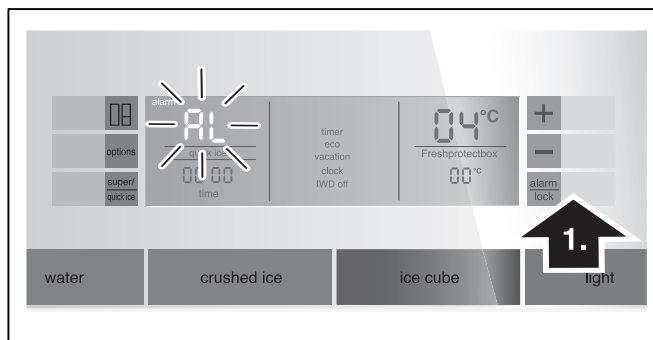 alarm
AL
quick ice
00 00
time
options
super/
quick ice
timer
eco
vacation
clock
IWD off
04°C
Freshprotectbox
00°C
+
−
alarm
lock
1.
water
crushed ice
ice cube
light